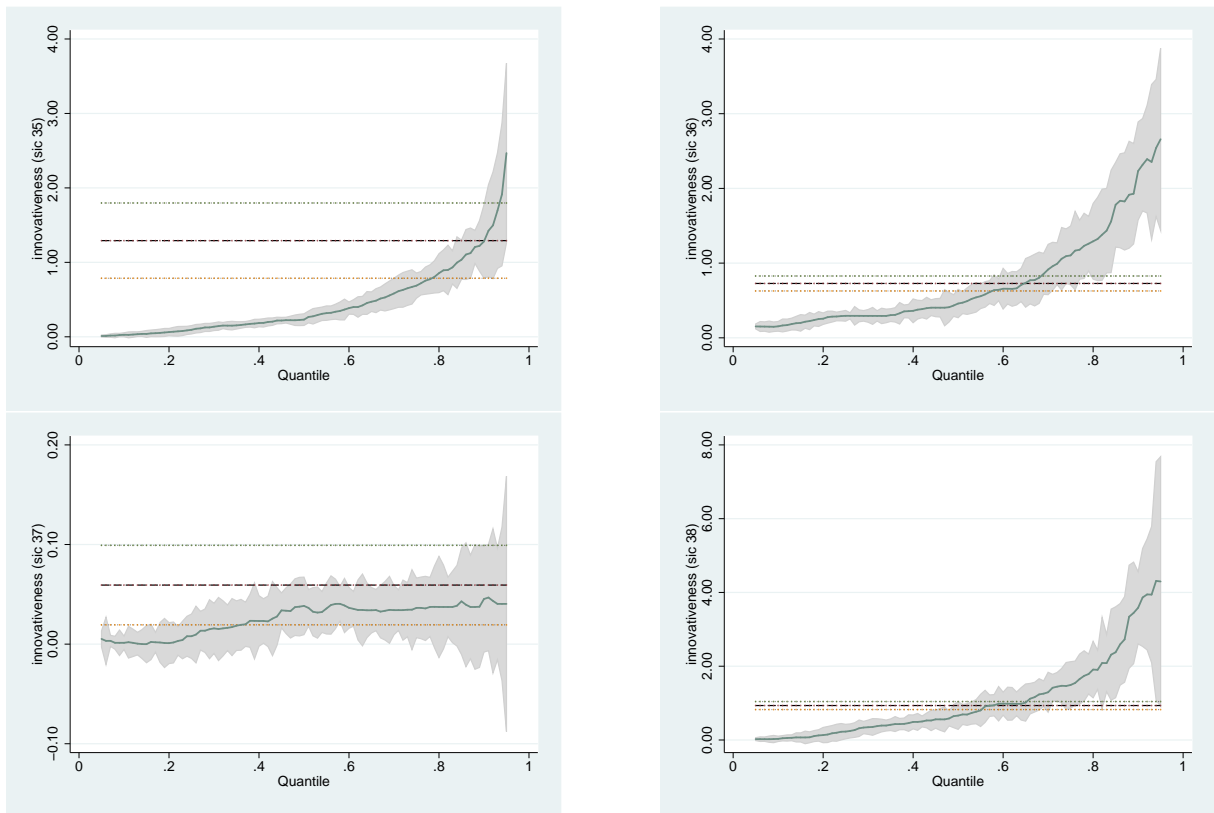 4.00
3.00
2.00
1.00
0.00
innovativeness (sic 35)
0 .2 .4 .6 .8 1
Quantile
4.00
3.00
2.00
1.00
0.00
innovativeness (sic 36)
0 .2 .4 .6 .8 1
Quantile
0.20
0.10
0.00
−0.10
innovativeness (sic 37)
0 .2 .4 .6 .8 1
Quantile
8.00
6.00
4.00
2.00
0.00
innovativeness (sic 38)
0 .2 .4 .6 .8 1
Quantile